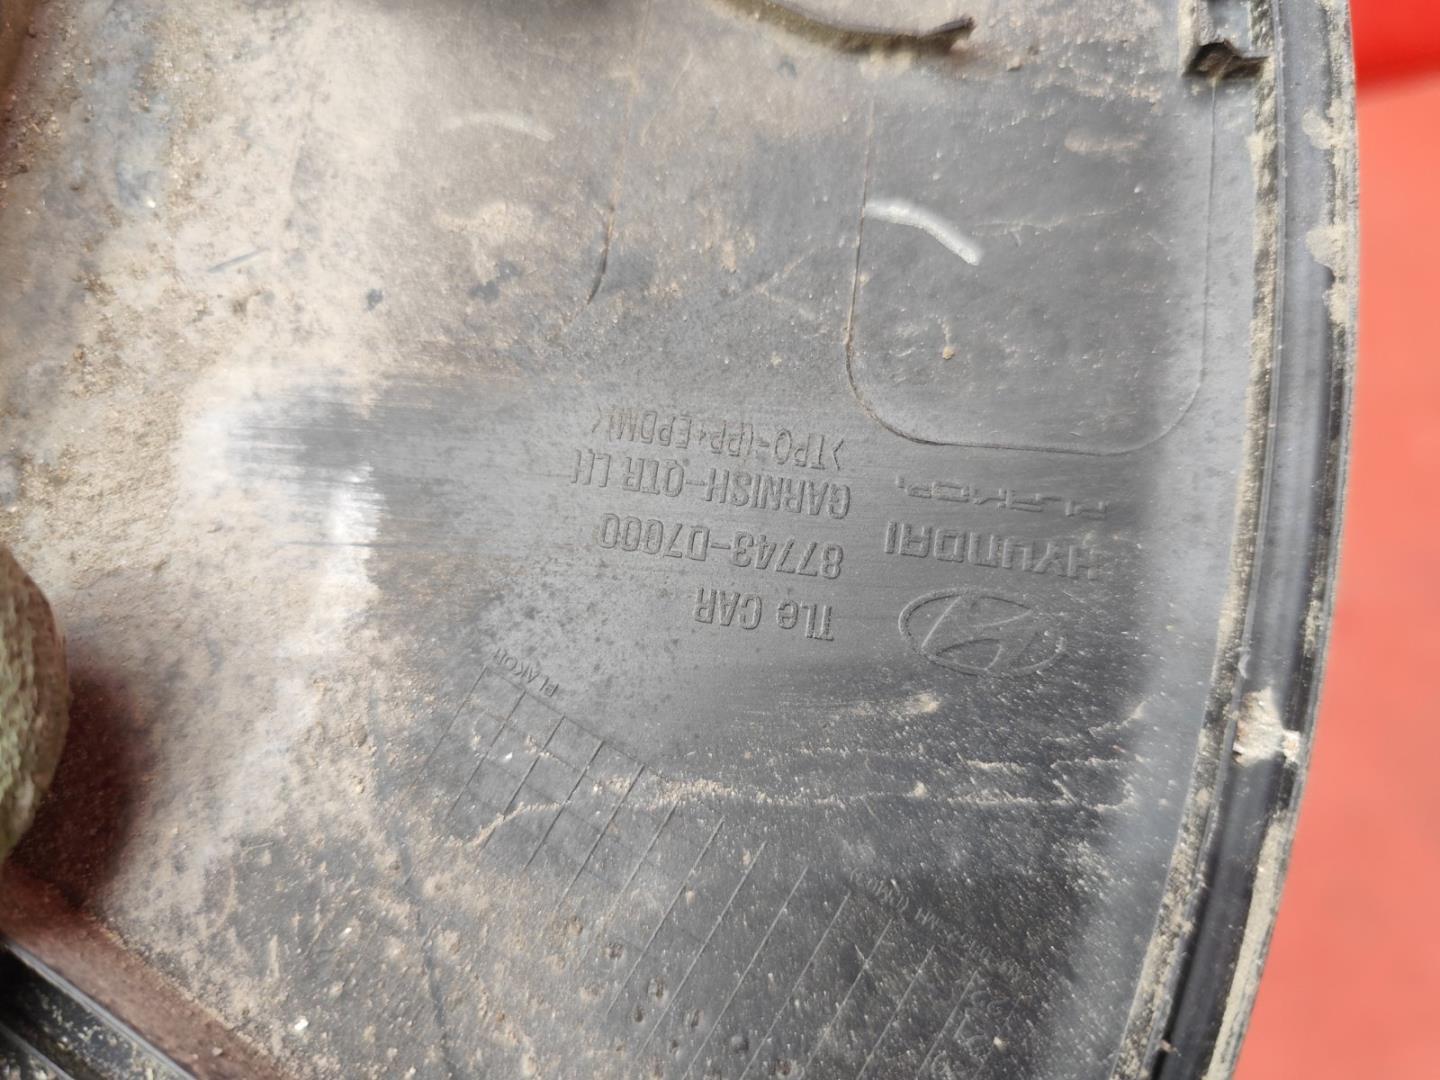 TLe CAR
HYUNDAI
87743-D7000
PLAKOR
GARNISH-QTR LH
>TPO-(PP+EPDM)<
PLAKOR